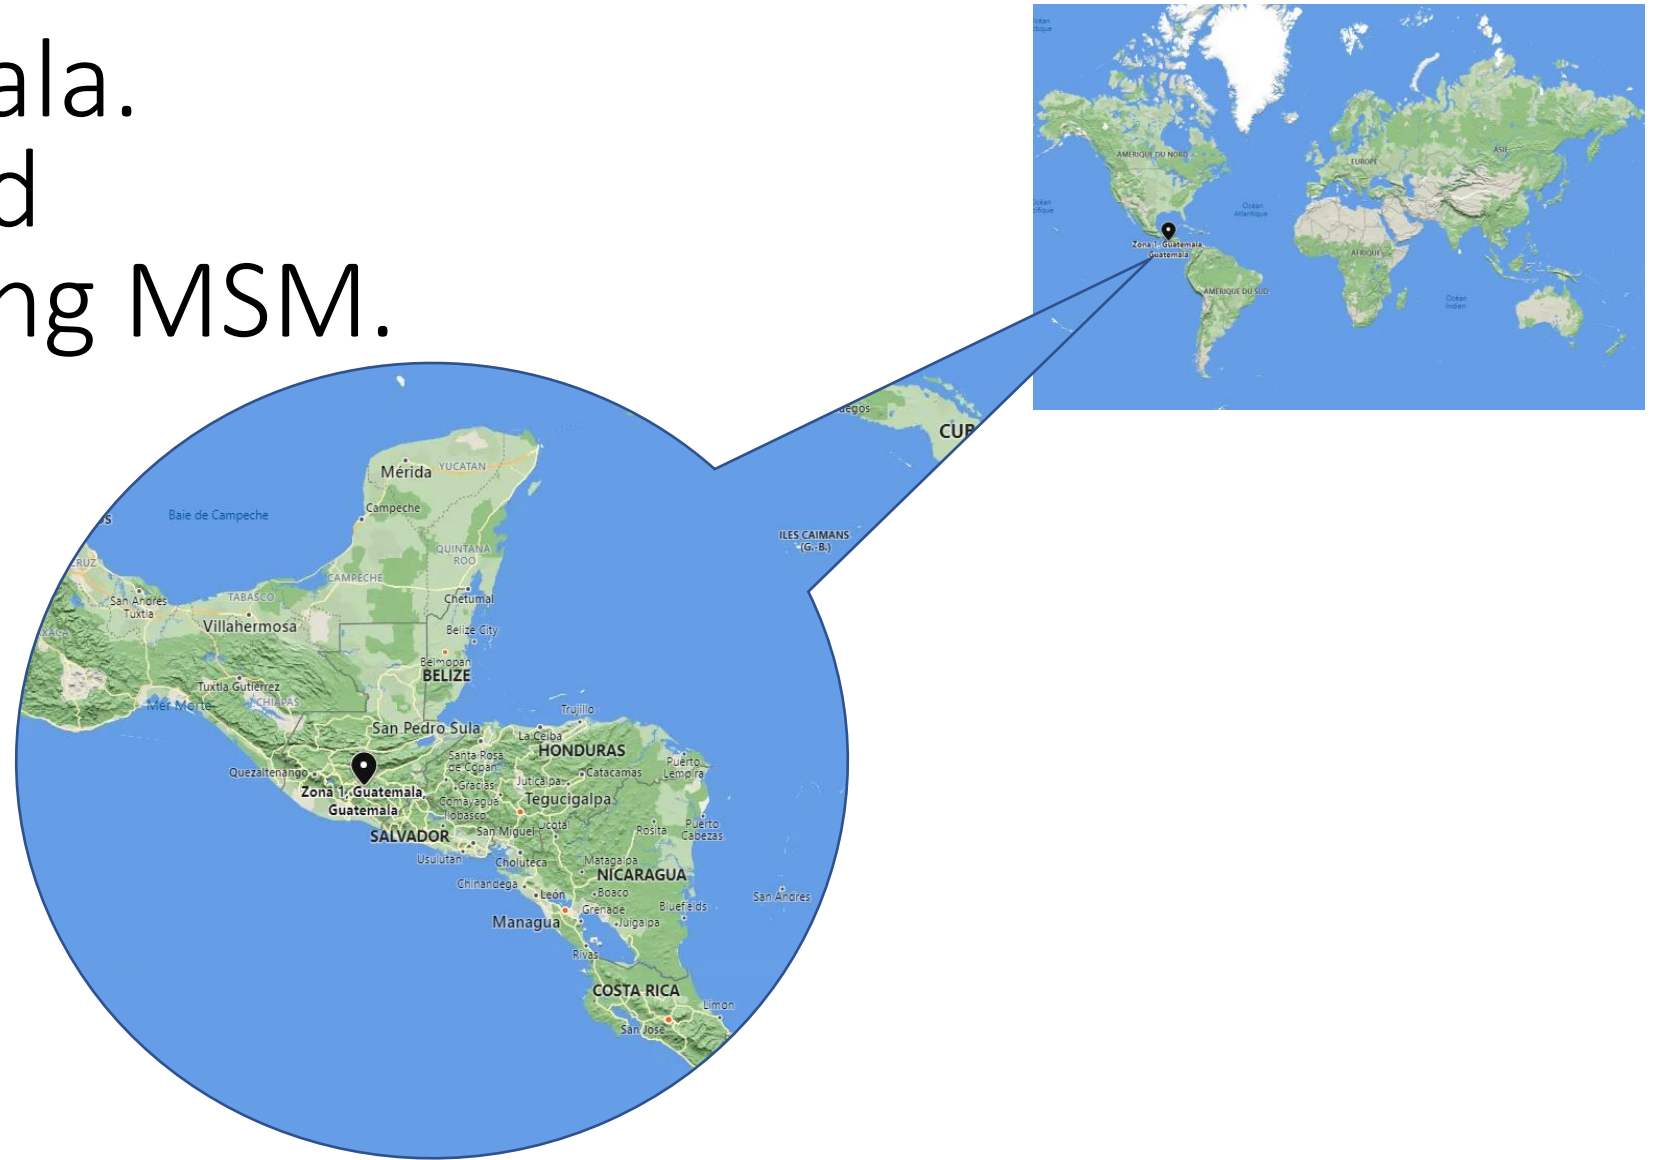 ala.
d
ng MSM.
AMÉRIQUE DU NORD
EUROPE
ASIE
Océan
Atlantique
Zona 1, Guatemala,
Guatemala
AFRIQUE
AMÉRIQUE DU SUD
Océan
Indien
CUB
ILES CAIMANS
(G.-B.)
Mérida
YUCATAN
Campeche
Baie de Campeche
QUINTANA
ROO
CAMPECHE
Chetumal
TABASCO
San Andrés
Tuxtla
Villahermosa
Belize City
Belmopan
BELIZE
Tuxtla Gutiérrez
CHIAPAS
Mer Morte
Trujillo
San Pedro Sula
La Ceiba
HONDURAS
Santa Rosa
de Copán
Puerto
Lempira
Quezaltenango
Catacamas
Juticalpa
Gracias
Zona 1, Guatemala,
Guatemala
Comayagua
Tegucigalpa
Ilobasco
Ocotal
SALVADOR
San Miguel
Rosita
Puerto
Cabezas
Usulután
Choluteca
Matagalpa
NICARAGUA
Chinandega
León
Boaco
San Andres
Grenade
Bluefields
Managua
Juigalpa
Rivas
COSTA RICA
Limon
San José